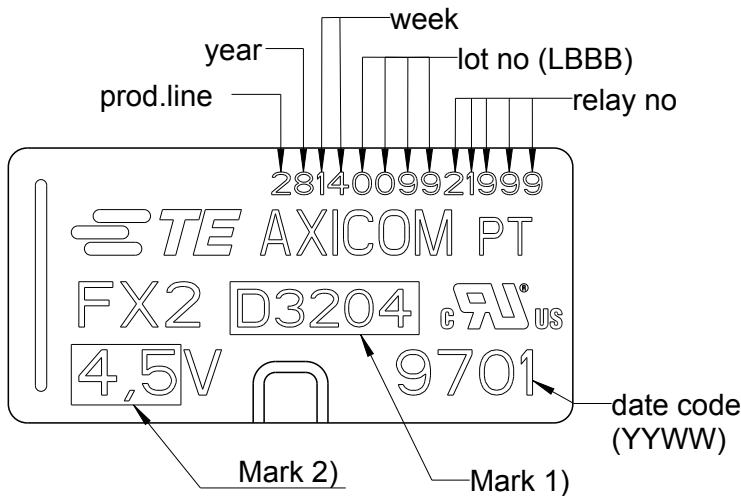 week
year
lot no (LBBB)
prod.line
relay no
2814009921999
TE AXICOM PT
FX2 D3204 c RU® US
4,5V 9701
date code
(YYWW)
Mark 2)
Mark 1)